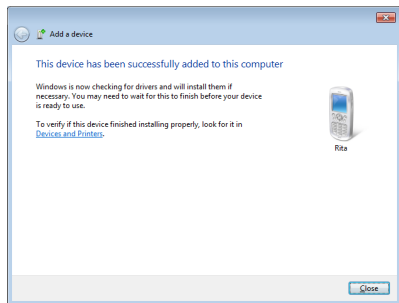 Add a device
This device has been successfully added to this computer
Windows is now checking for drivers and will install them if
necessary. You may need to wait for this to finish before your device
is ready to use.
To verify if this device finished installing properly, look for it in
Devices and Printers.
Rita
Close